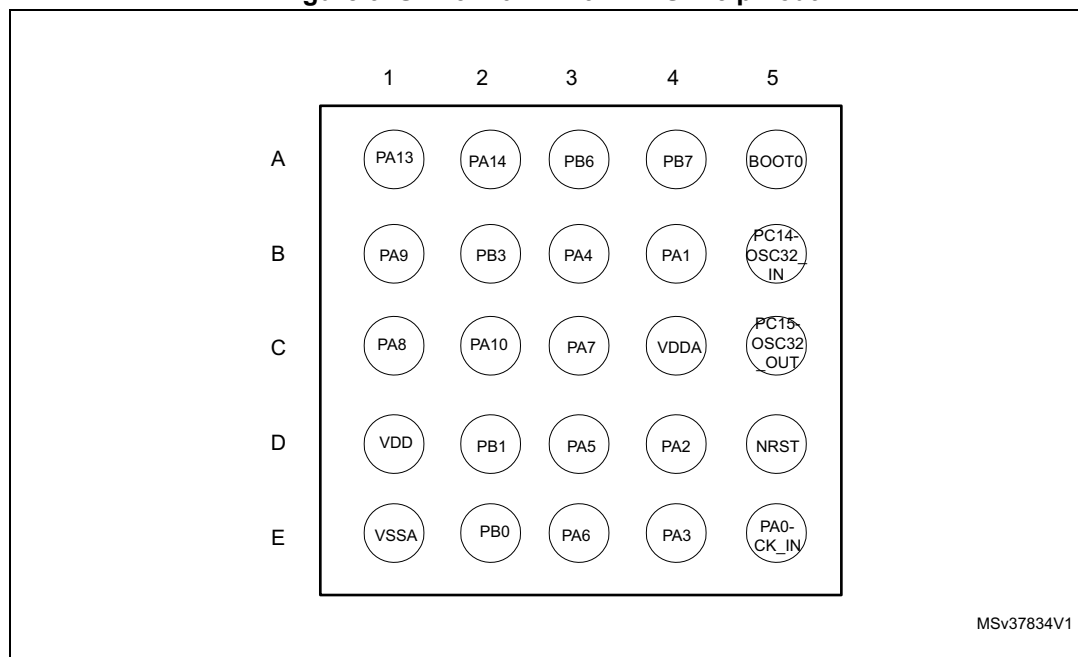 1 2 3 4 5
A PA13 PA14 PB6 PB7 BOOT0
B PA9 PB3 PA4 PA1 PC14-
OSC32_
IN
C PA8 PA10 PA7 VDDA PC15-
OSC32
_OUT
D VDD PB1 PA5 PA2 NRST
E VSSA PB0 PA6 PA3 PA0-
CK_IN
MSv37834V1